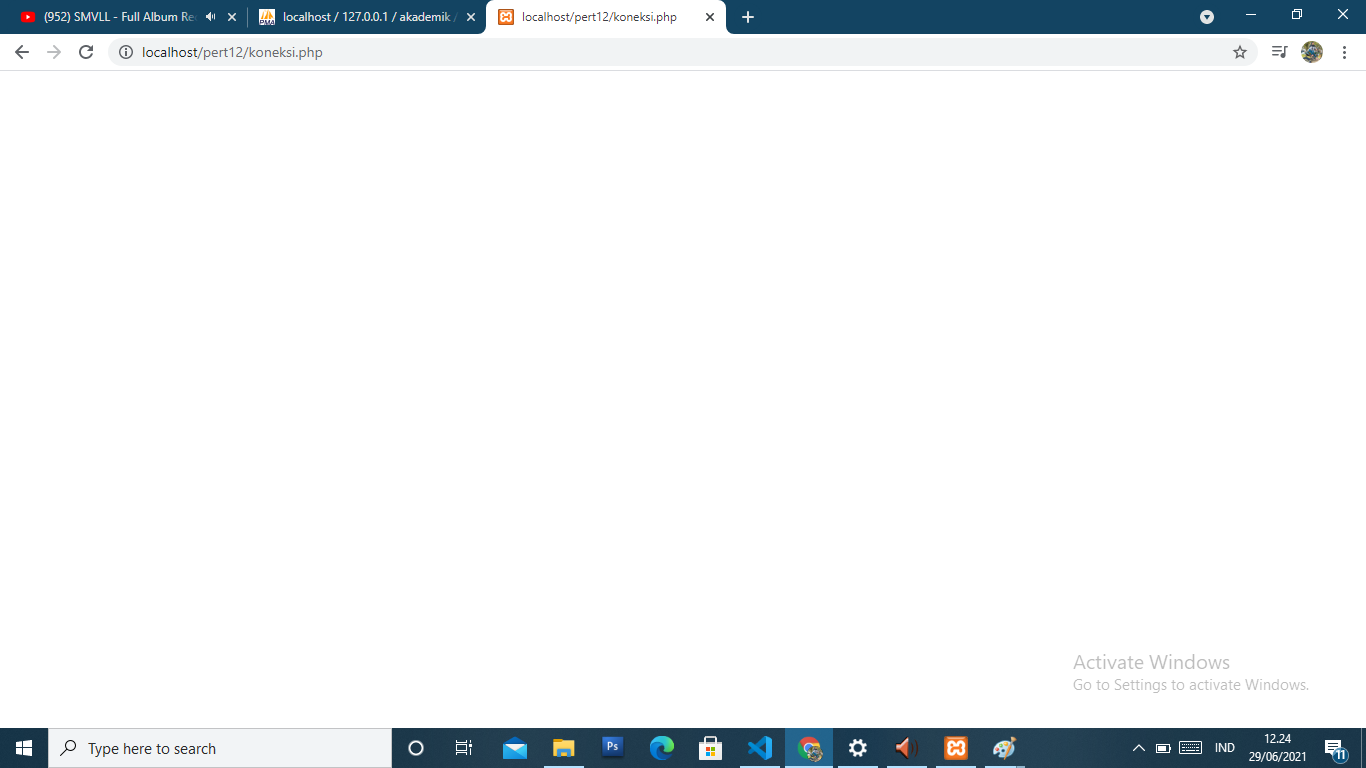 (952) SMVLL - Full Album Re
localhost / 127.0.0.1 / akademik /
localhost/pert12/koneksi.php
localhost/pert12/koneksi.php
Activate Windows
Go to Settings to activate Windows.
Type here to search
Ps
IND
12.24
29/06/2021
11